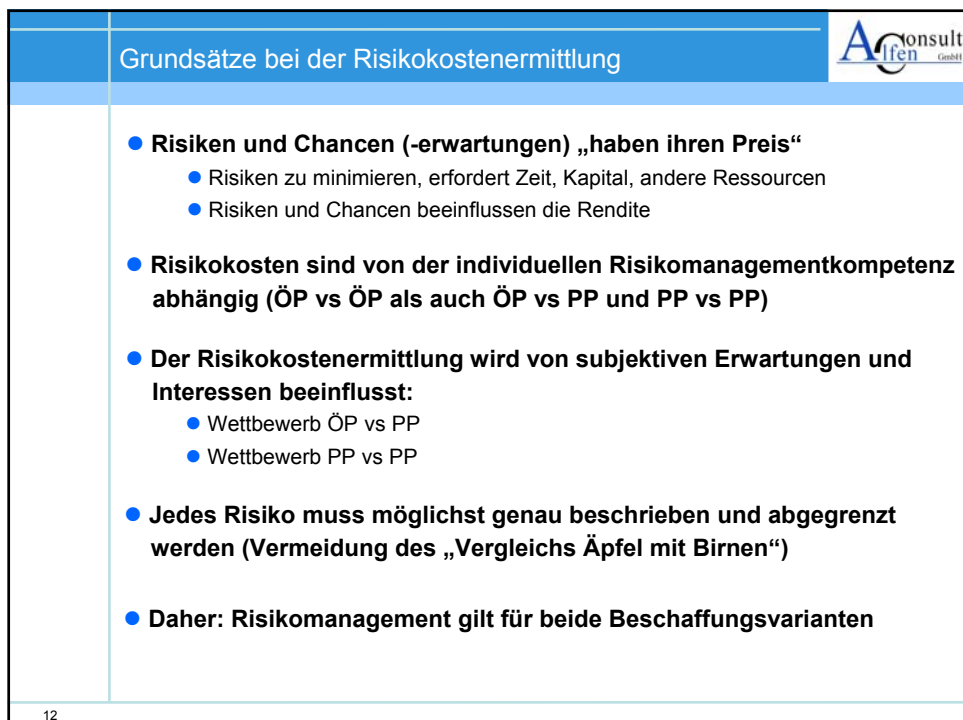 Grundsätze bei der Risikokostenermittlung
Alfen Consult GmbH
Risiken und Chancen (-erwartungen) „haben ihren Preis“
Risiken zu minimieren, erfordert Zeit, Kapital, andere Ressourcen
Risiken und Chancen beeinflussen die Rendite
Risikokosten sind von der individuellen Risikomanagementkompetenz
abhängig (ÖP vs ÖP als auch ÖP vs PP und PP vs PP)
Der Risikokostenermittlung wird von subjektiven Erwartungen und
Interessen beeinflusst:
Wettbewerb ÖP vs PP
Wettbewerb PP vs PP
Jedes Risiko muss möglichst genau beschrieben und abgegrenzt
werden (Vermeidung des „Vergleichs Äpfel mit Birnen“)
Daher: Risikomanagement gilt für beide Beschaffungsvarianten
12